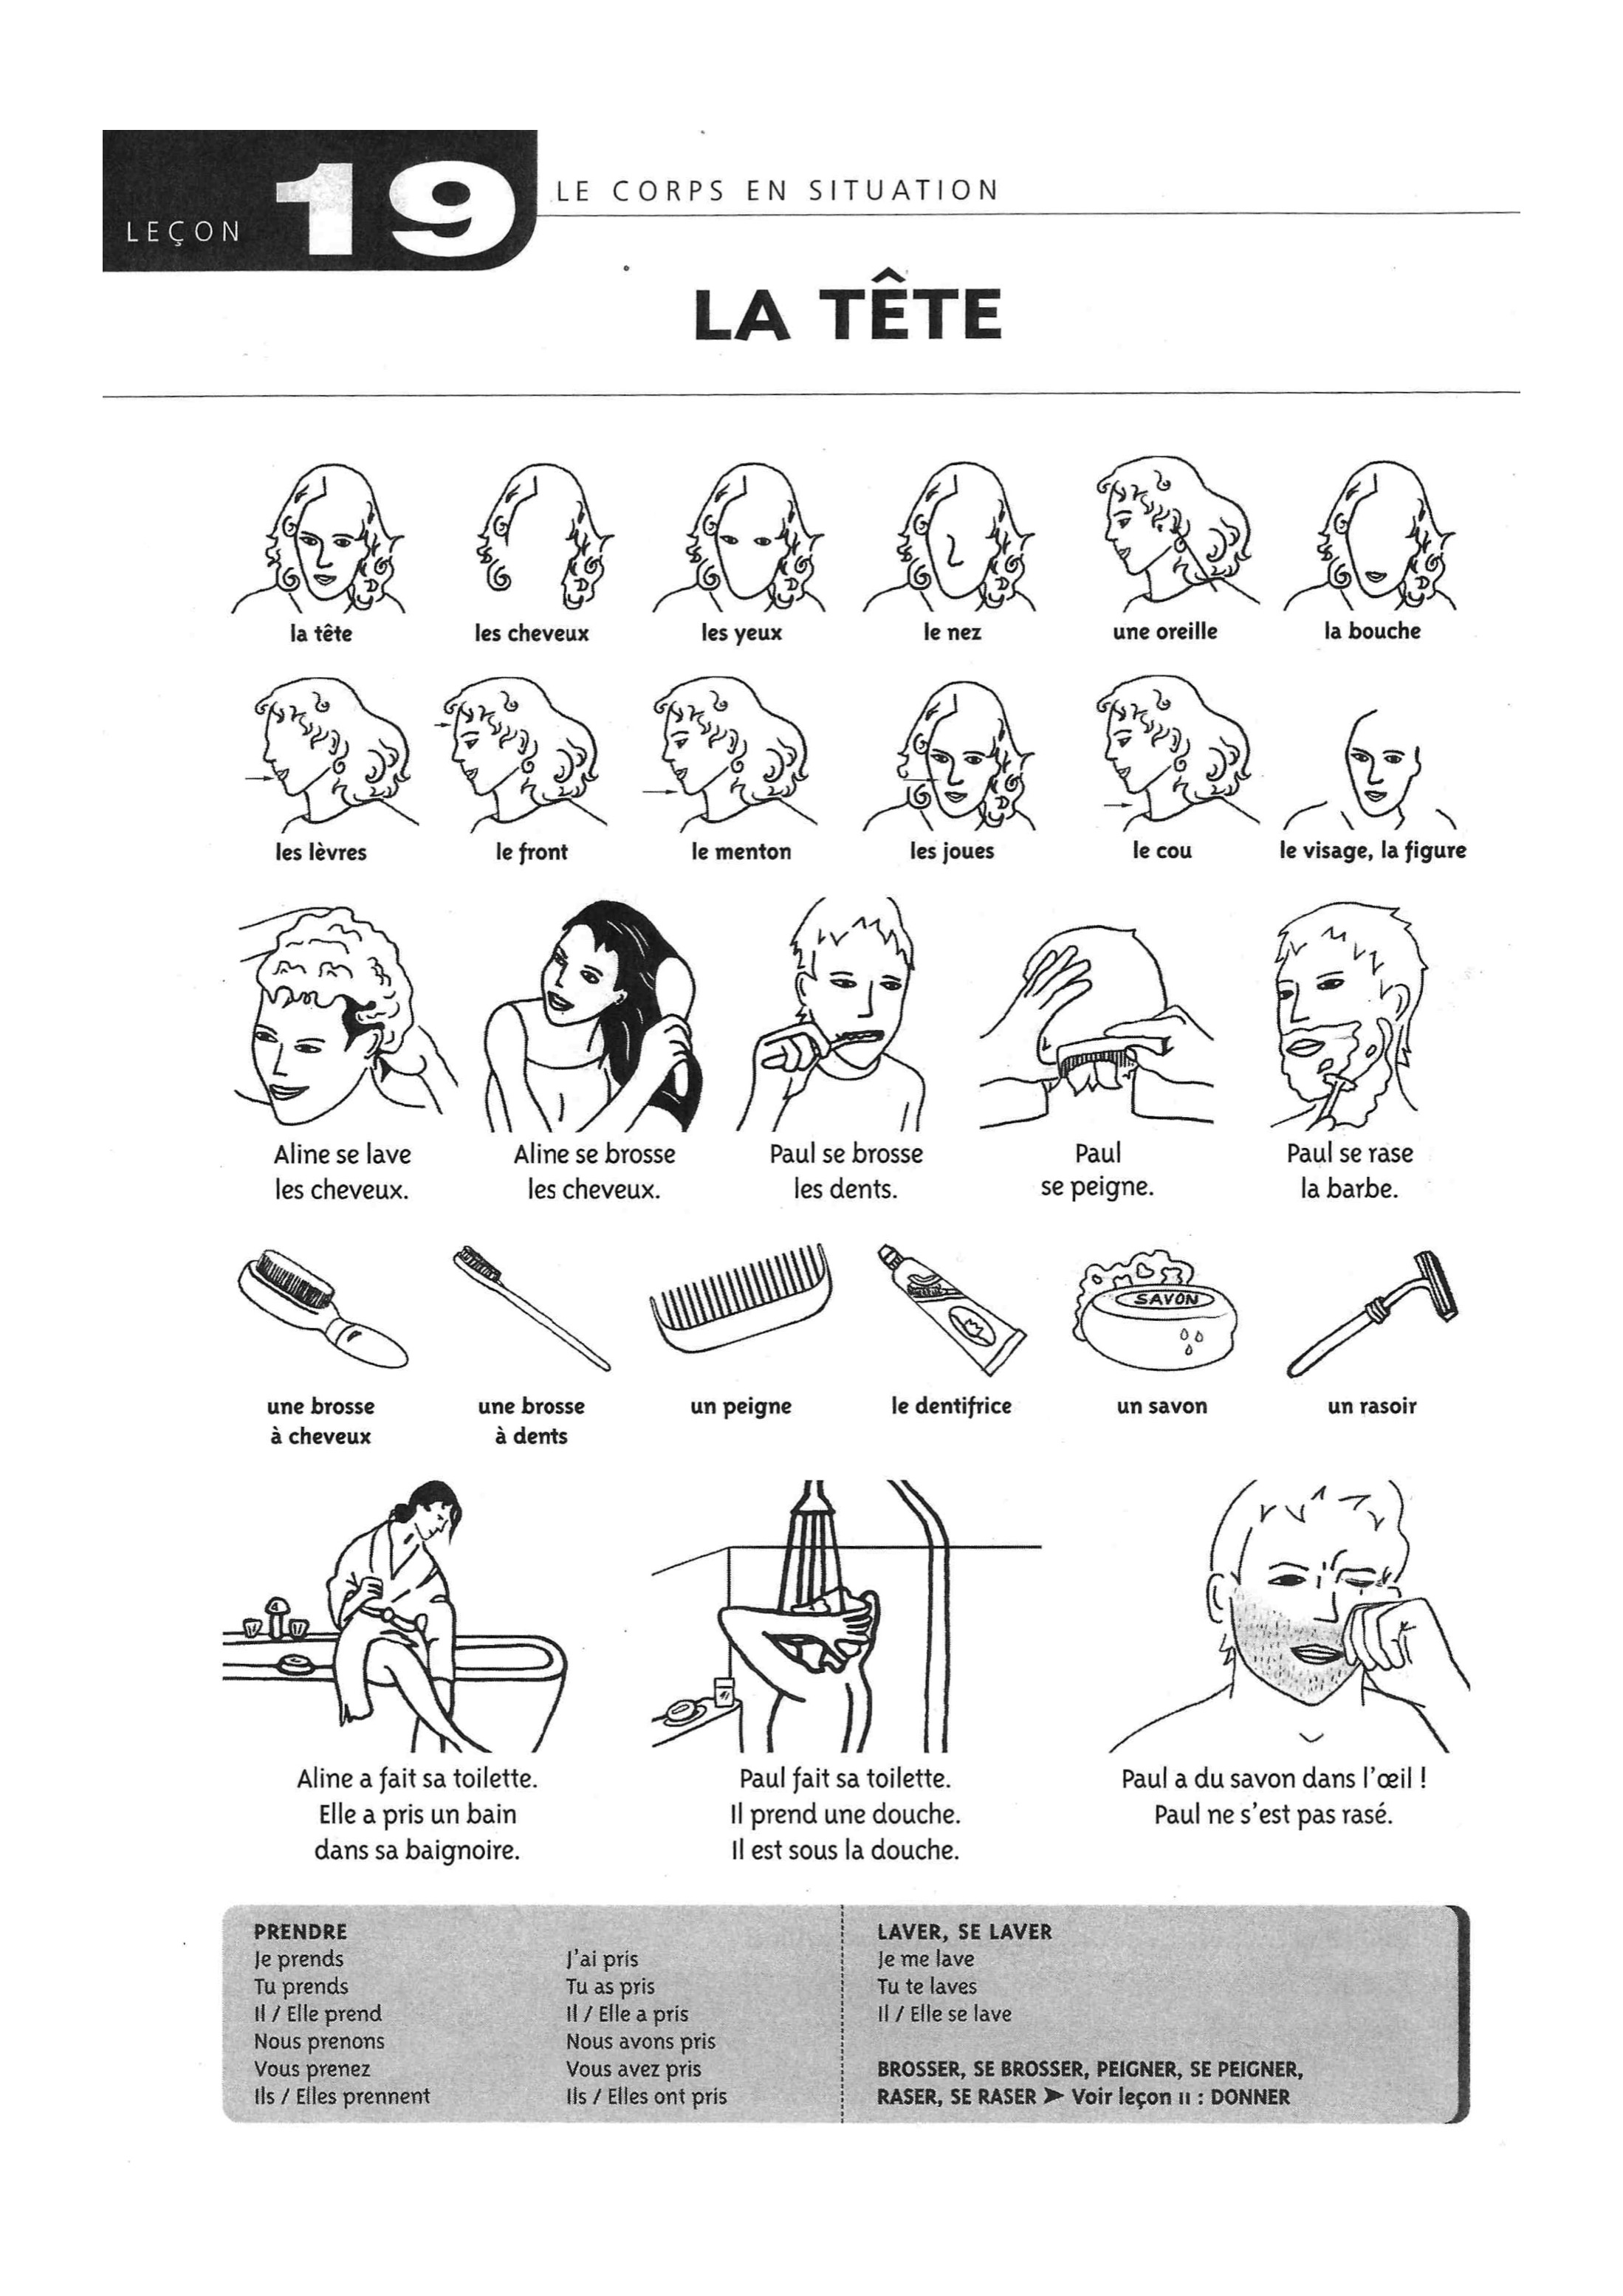 LEÇON 19
LE CORPS EN SITUATION
LA TÊTE
la tête
les cheveux
les yeux
le nez
une oreille
la bouche
les lèvres
le front
le menton
les joues
le cou
le visage, la figure
Aline se lave
les cheveux.
Aline se brosse
les cheveux.
Paul se brosse
les dents.
Paul
se peigne.
Paul se rase
la barbe.
SAVON
une brosse
à cheveux
une brosse
à dents
un peigne
le dentifrice
un savon
un rasoir
Aline a fait sa toilette.
Elle a pris un bain
dans sa baignoire.
Paul fait sa toilette.
Il prend une douche.
Il est sous la douche.
Paul a du savon dans l'œil !
Paul ne s'est pas rasé.
PRENDRE
Je prends
Tu prends
Il / Elle prend
Nous prenons
Vous prenez
Ils / Elles prennent
J'ai pris
Tu as pris
Il / Elle a pris
Nous avons pris
Vous avez pris
Ils / Elles ont pris
LAVER, SE LAVER
Je me lave
Tu te laves
Il / Elle se lave
BROSSER, SE BROSSER, PEIGNER, SE PEIGNER,
RASER, SE RASER ➤ Voir leçon 11 : DONNER